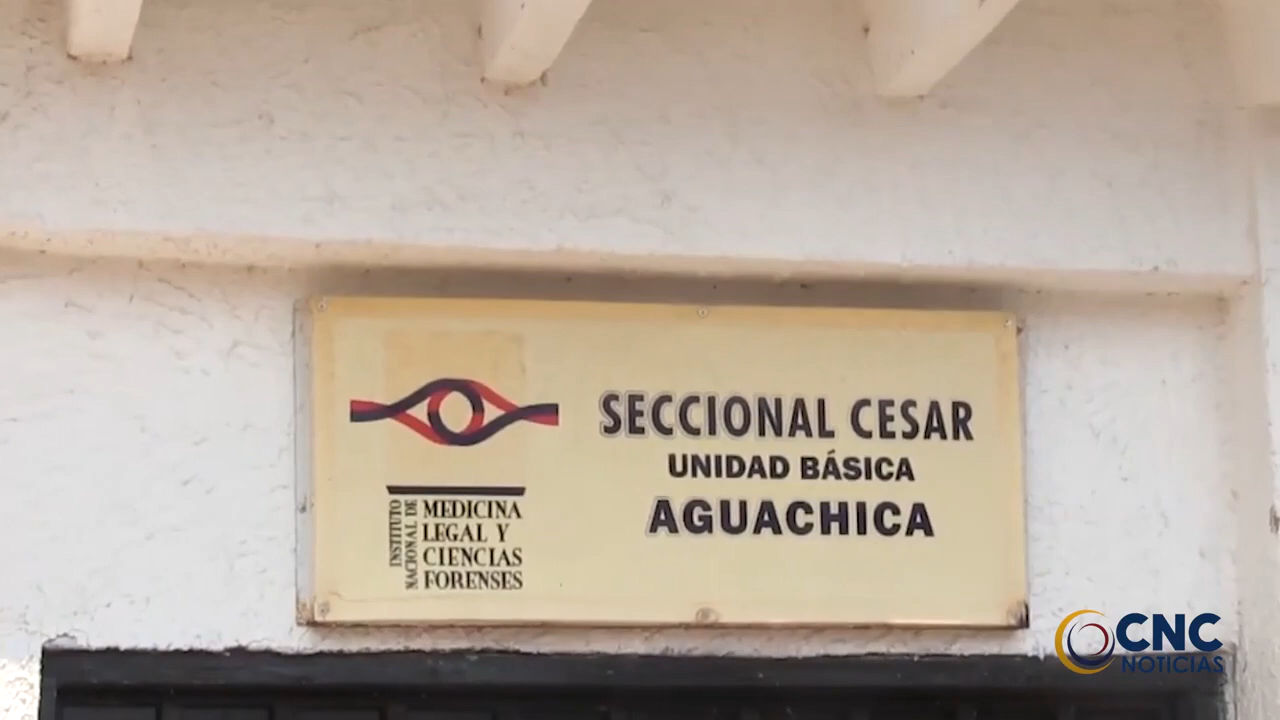 INSTITUTO
NACIONAL DE
MEDICINA
LEGAL Y
CIENCIAS
FORENSES
SECCIONAL CESAR
UNIDAD BÁSICA
AGUACHICA
CNC
NOTICIAS